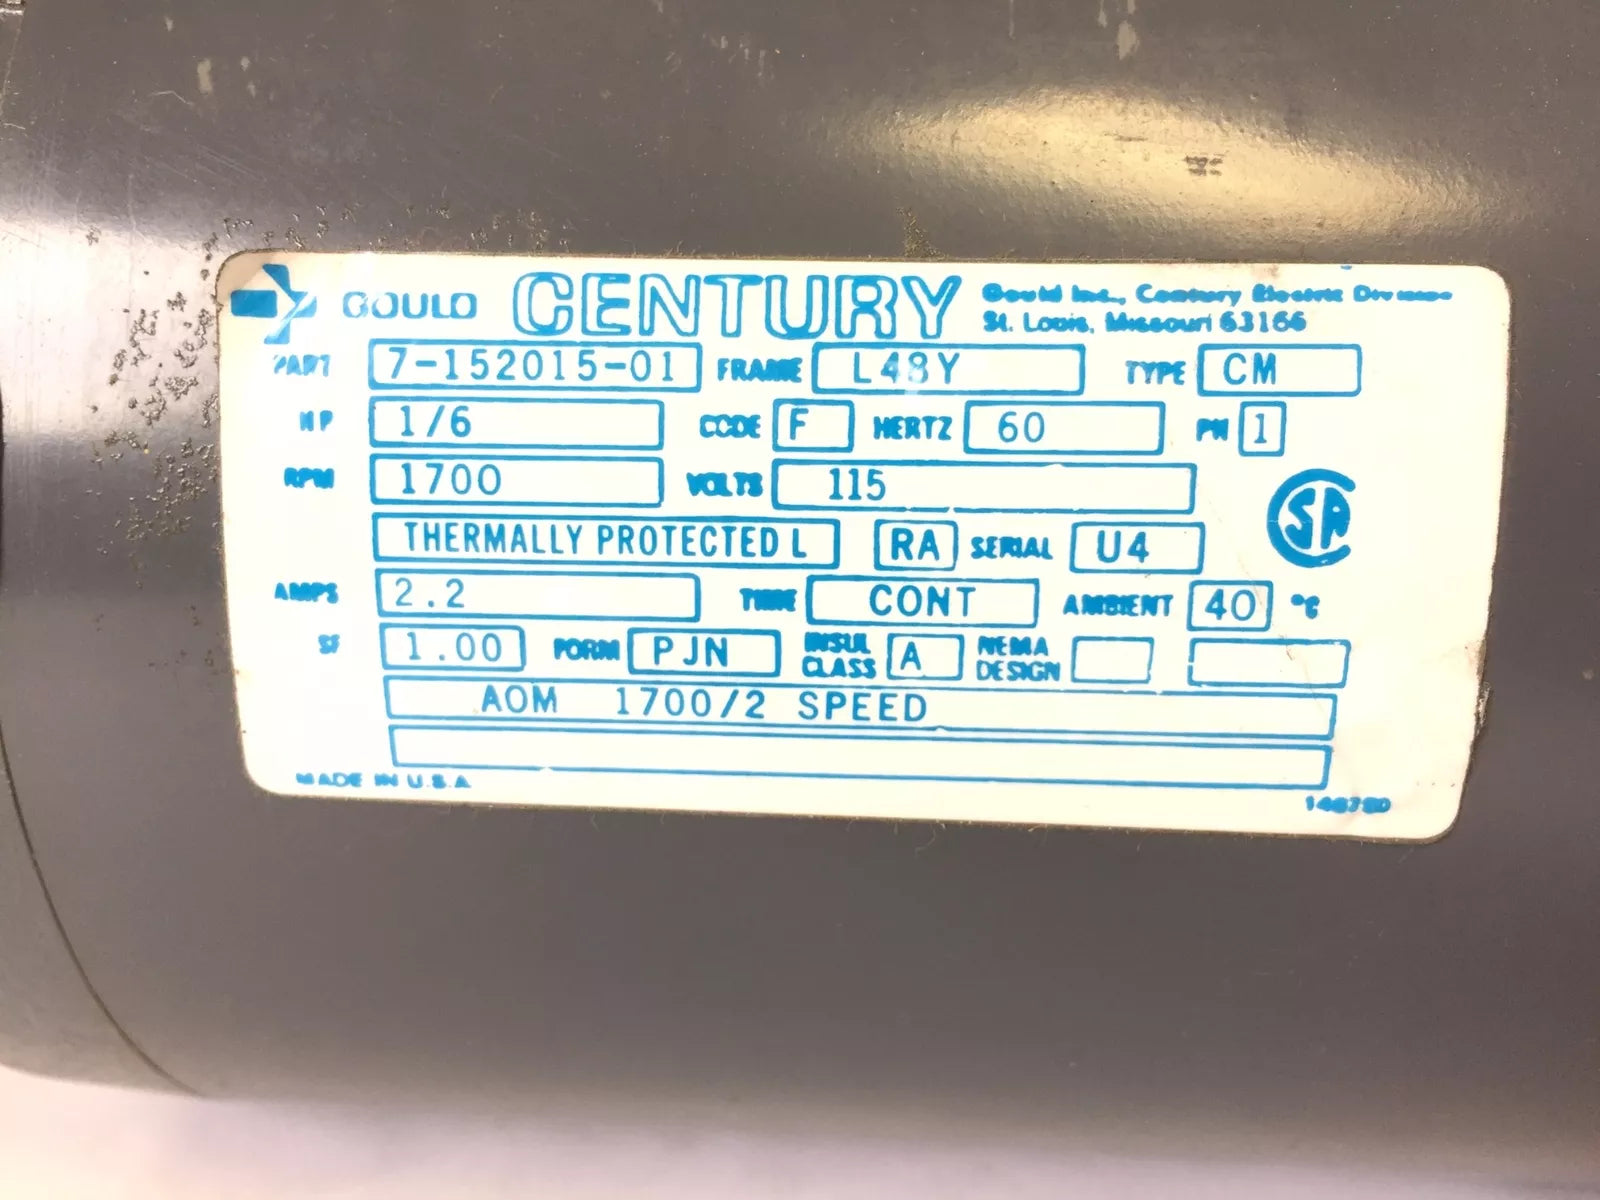 GOULD CENTURY Gould Inc., Century Electric Division
St. Louis, Missouri 63166
PART 7-152015-01 FRAME L48Y TYPE CM
HP 1/6 CODE F HERTZ 60 PH 1
RPM 1700 VOLTS 115
THERMALLY PROTECTED L RA SERIAL U4 SA
AMPS 2.2 TIME CONT AMBIENT 40 °C
SF 1.00 FORM PJN INSUL CLASS A NEMA DESIGN
AOM 1700/2 SPEED
MADE IN U.S.A.